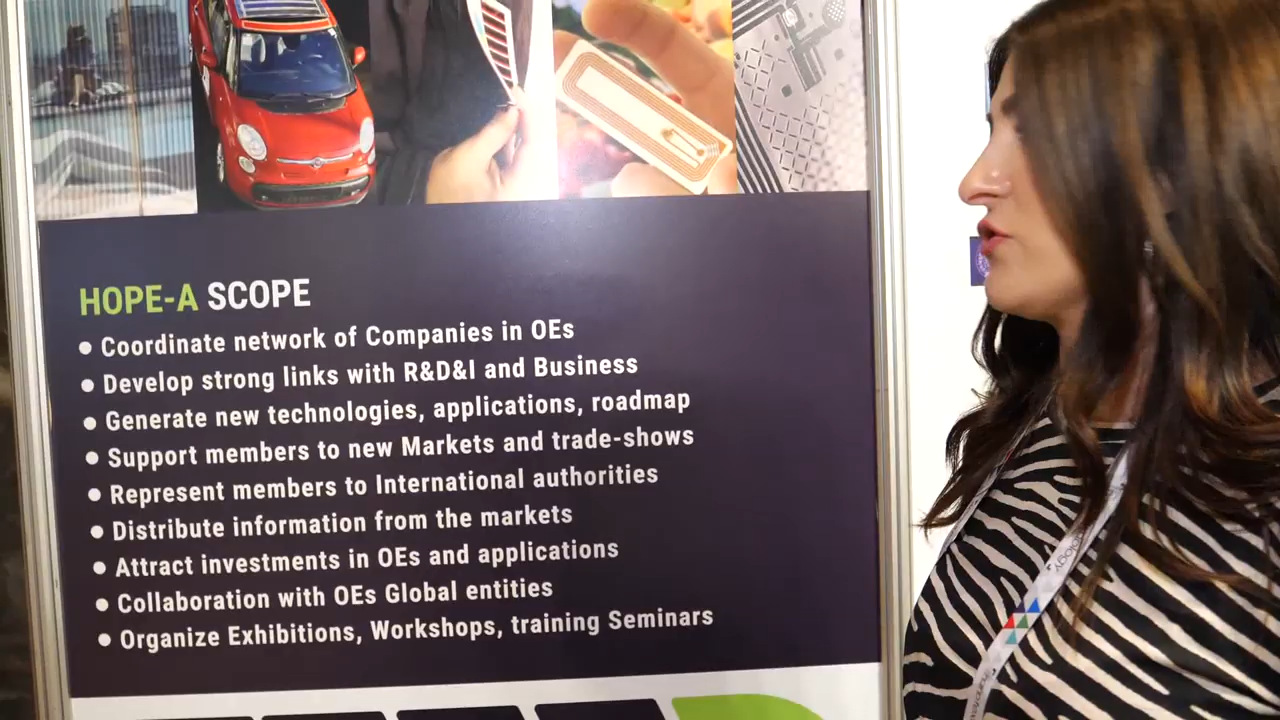 HOPE-A SCOPE
• Coordinate network of Companies in OEs
• Develop strong links with R&D&I and Business
• Generate new technologies, applications, roadmap
• Support members to new Markets and trade-shows
• Represent members to International authorities
• Distribute information from the markets
• Attract investments in OEs and applications
• Collaboration with OEs Global entities
• Organize Exhibitions, Workshops, training Seminars